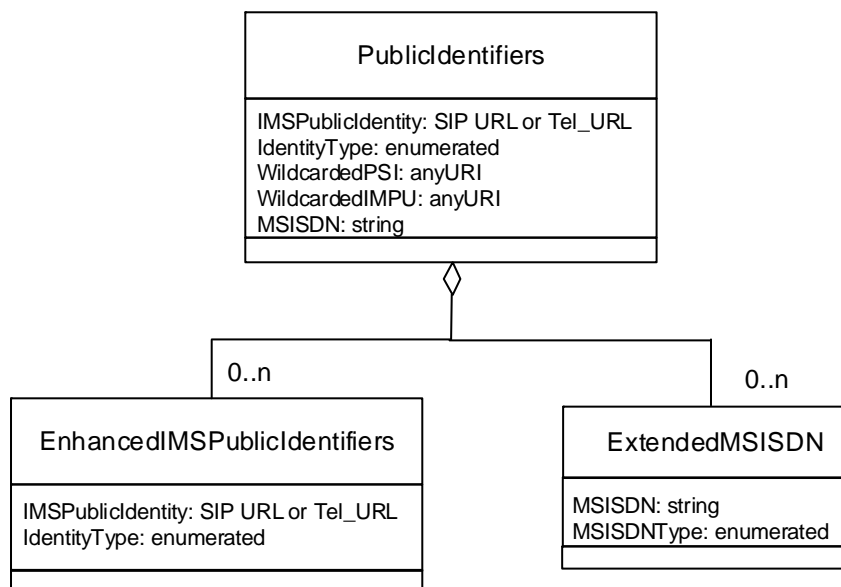 PublicIdentifiers
IMSPublicIdentity: SIP URL or Tel_URL
IdentityType: enumerated
WildcardedPSI: anyURI
WildcardedIMPU: anyURI
MSISDN: string
0..n
0..n
EnhancedIMSPublicIdentifiers
IMSPublicIdentity: SIP URL or Tel_URL
IdentityType: enumerated
ExtendedMSISDN
MSISDN: string
MSISDNType: enumerated